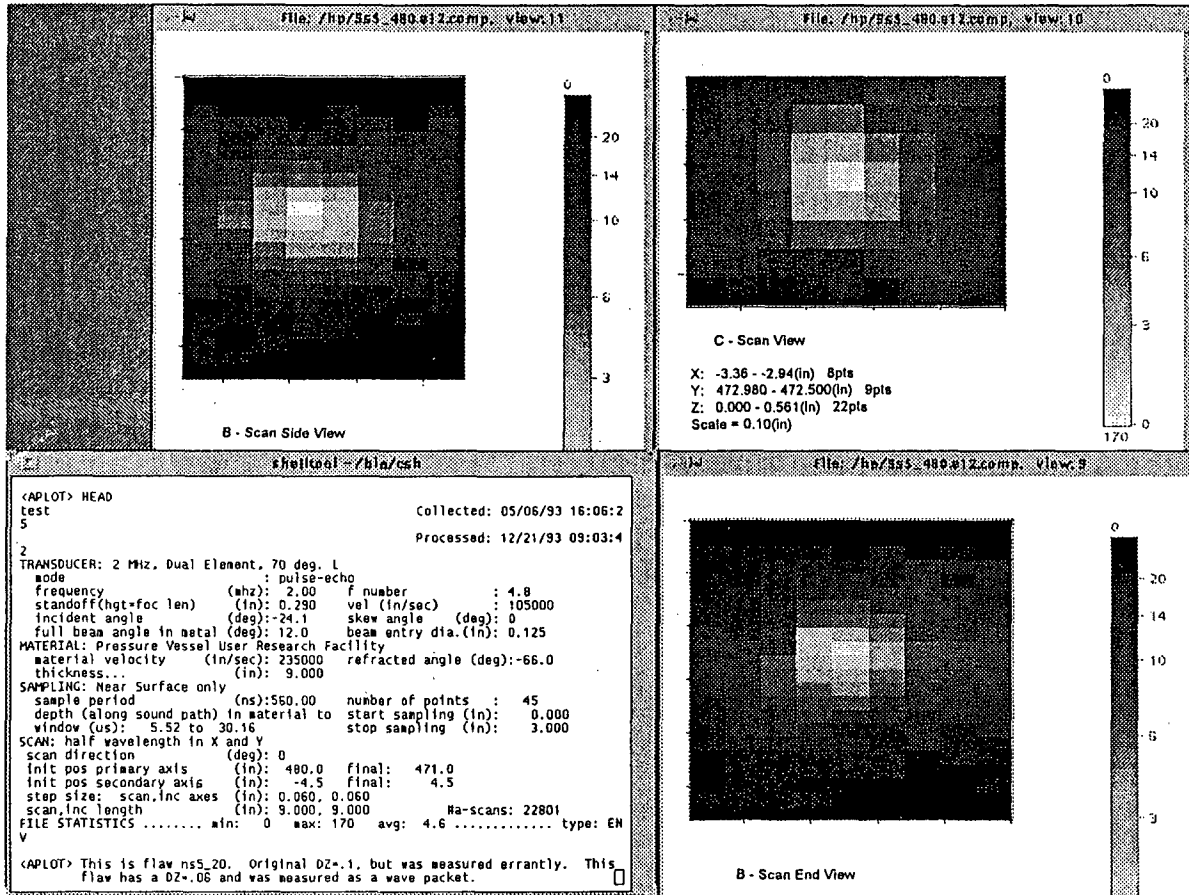 File: /hp/5s5_480.e12.comp, view:11
0
20
14
10
6
3
B - Scan Side View
File: /hp/5s5_480.e12.comp, view:10
0
20
14
10
6
3
0
170
C - Scan View
X: -3.36 - -2.94(in) 8pts
Y: 472.980 - 472.500(in) 9pts
Z: 0.000 - 0.561(in) 22pts
Scale = 0.10(in)
shelltool - /bin/csh
<APLOT> HEAD
test Collected: 05/06/93 16:06:2
5
Processed: 12/21/93 09:03:4
2
TRANSDUCER: 2 MHz, Dual Element, 70 deg. L
mode : pulse-echo
frequency (mhz): 2.00 f number : 4.8
standoff(hgt=foc len) (in): 0.290 vel (in/sec) : 105000
incident angle (deg):-24.1 skew angle (deg): 0
full beam angle in metal (deg): 12.0 beam entry dia.(in): 0.125
MATERIAL: Pressure Vessel User Research Facility
material velocity (in/sec): 235000 refracted angle (deg):-66.0
thickness... (in): 9.000
SAMPLING: Near Surface only
sample period (ns):560.00 number of points : 45
depth (along sound path) in material to start sampling (in): 0.000
window (us): 5.52 to 30.16 stop sampling (in): 3.000
SCAN: half wavelength in X and Y
scan direction (deg): 0
init pos primary axis (in): 480.0 final: 471.0
init pos secondary axis (in): -4.5 final: 4.5
step size: scan,inc axes (in): 0.060, 0.060
scan,inc length (in): 9.000, 9.000 #a-scans: 22801
FILE STATISTICS ........ min: 0 max: 170 avg: 4.6 ............. type: EN
V
<APLOT> This is flaw ns5_20. Original DZ=.1, but was measured errantly. This
flaw has a DZ=.06 and was measured as a wave packet.
File: /hp/5s5_480.e12.comp, view:9
0
20
14
10
6
3
B - Scan End View